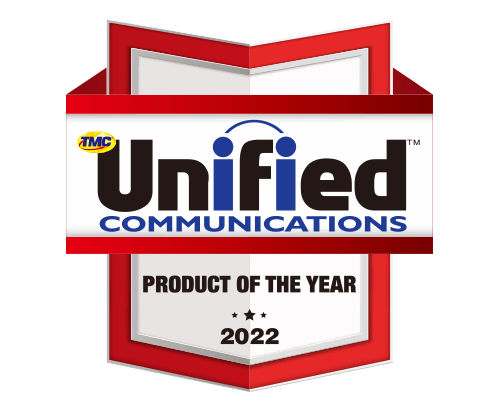 TMC
Unified™
COMMUNICATIONS
PRODUCT OF THE YEAR
2022